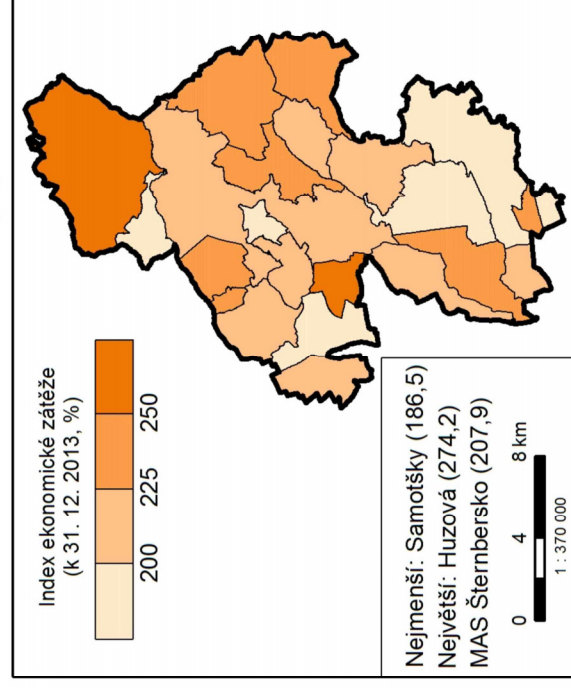 Index ekonomické zátěže
(k 31. 12. 2013, %)
200 225 250
Nejmenší: Samotšky (186,5)
Největší: Huzová (274,2)
MAS Šternbersko (207,9)
0 4 8 km
1 : 370 000